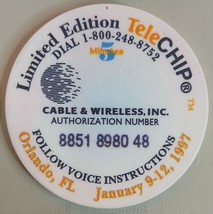 Limited Edition TeleCHIP®
DIAL 1-800-248-8752
5
Minutes
TM
CABLE & WIRELESS, INC.
AUTHORIZATION NUMBER
8851 8980 48
FOLLOW VOICE INSTRUCTIONS
Orlando, FL January 9-12, 1997